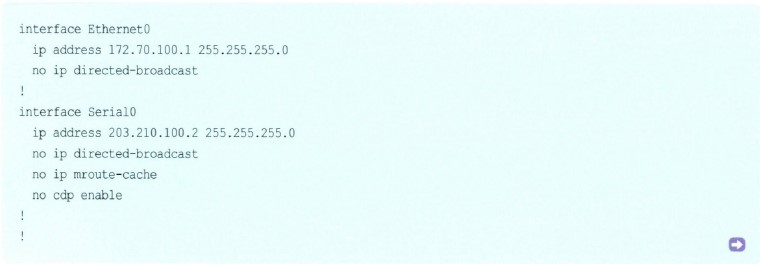 interface Ethernet0
ip address 172.70.100.1 255.255.255.0
no ip directed-broadcast
!
interface Serial0
ip address 203.210.100.2 255.255.255.0
no ip directed-broadcast
no ip mroute-cache
no cdp enable
!
!